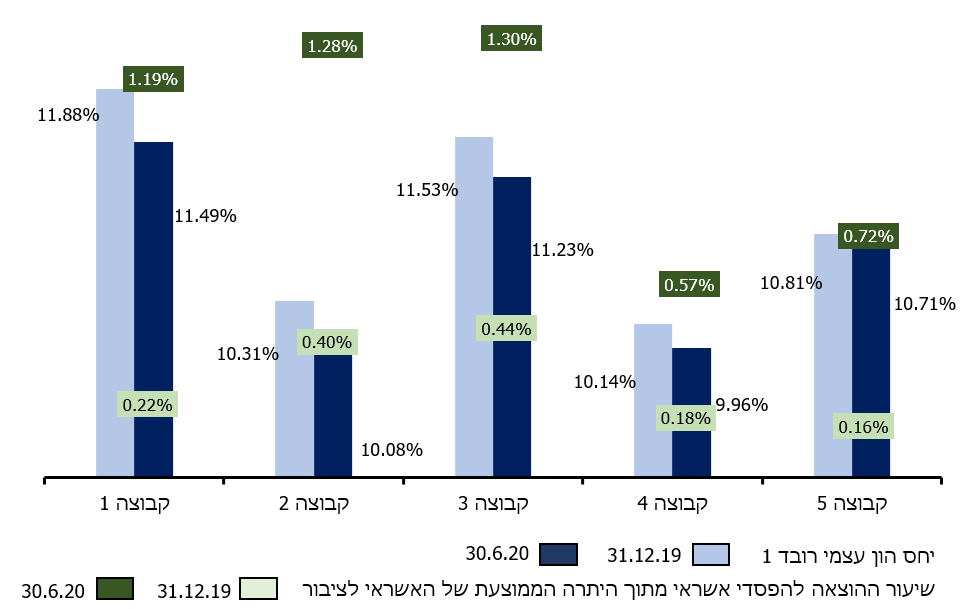 1.30%
1.28%
1.19%
11.88%
11.53%
11.49%
0.72%
11.23%
0.57%
10.81%
10.71%
0.44%
0.40%
10.31%
10.14%
9.96%
0.22%
0.18%
0.16%
10.08%
קבוצה 1
קבוצה 2
קבוצה 3
קבוצה 4
קבוצה 5
יחס הון עצמי רובד 1 31.12.19 30.6.20
שיעור ההוצאה להפסדי אשראי מתוך היתרה הממוצעת של האשראי לציבור 31.12.19 30.6.20